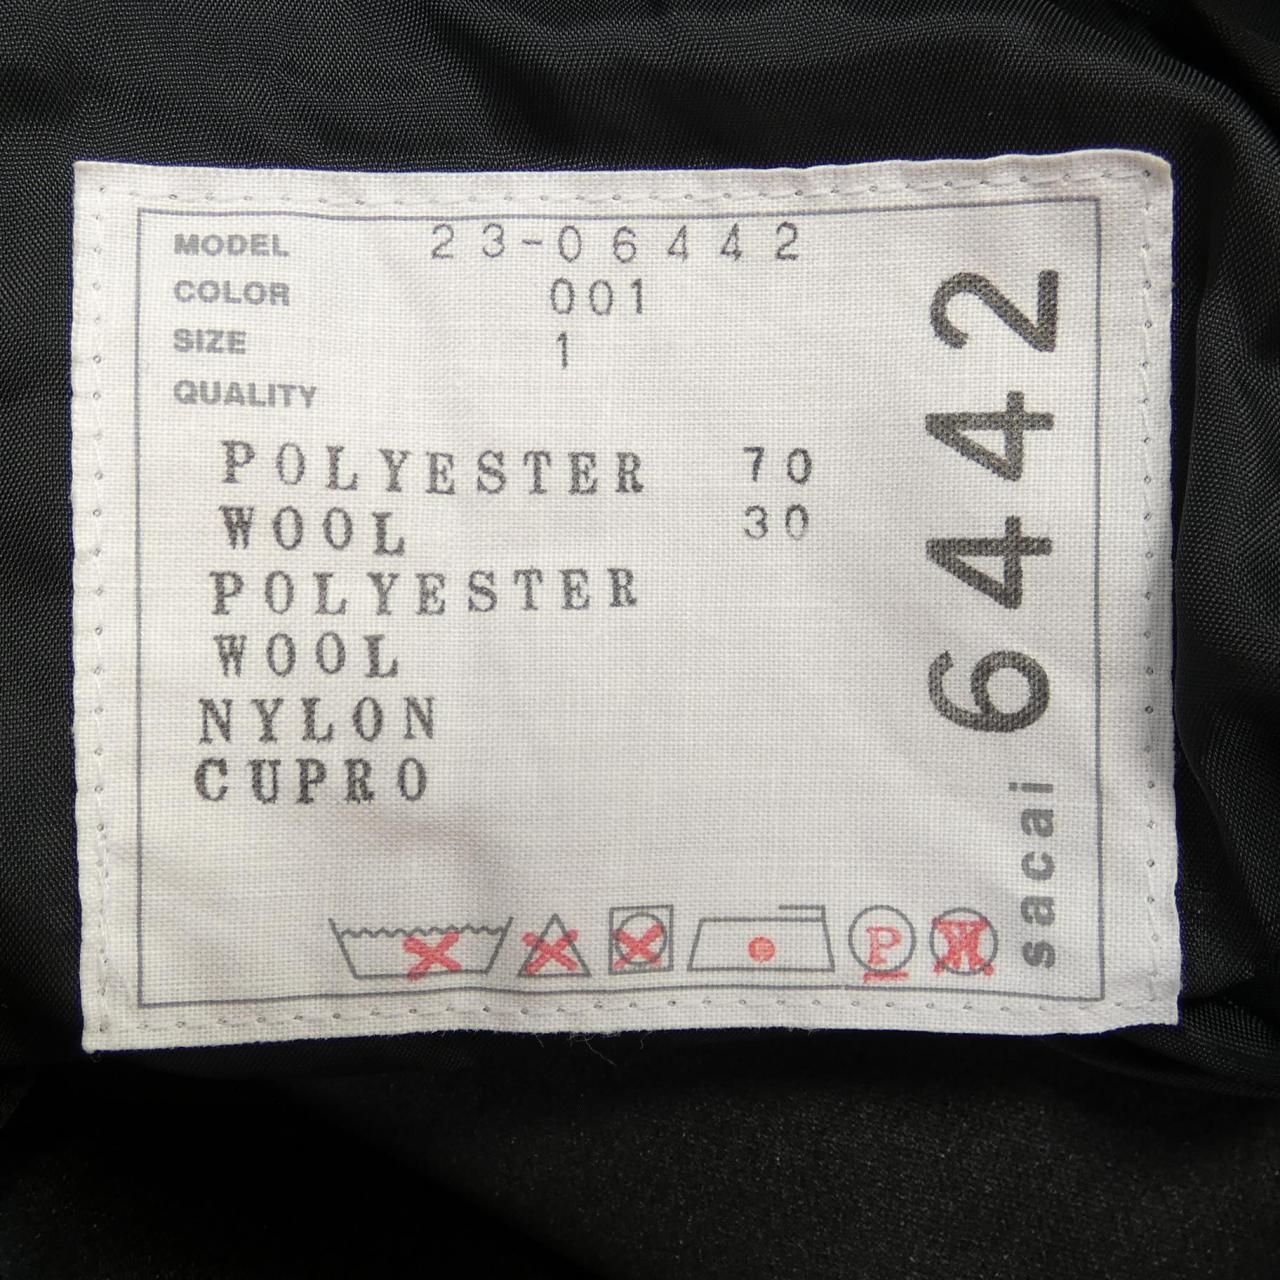 MODEL 23-06442
COLOR 001
SIZE 1
QUALITY
POLYESTER 70
WOOL 30
POLYESTER
WOOL
NYLON
CUPRO
P
W
sacai 6442